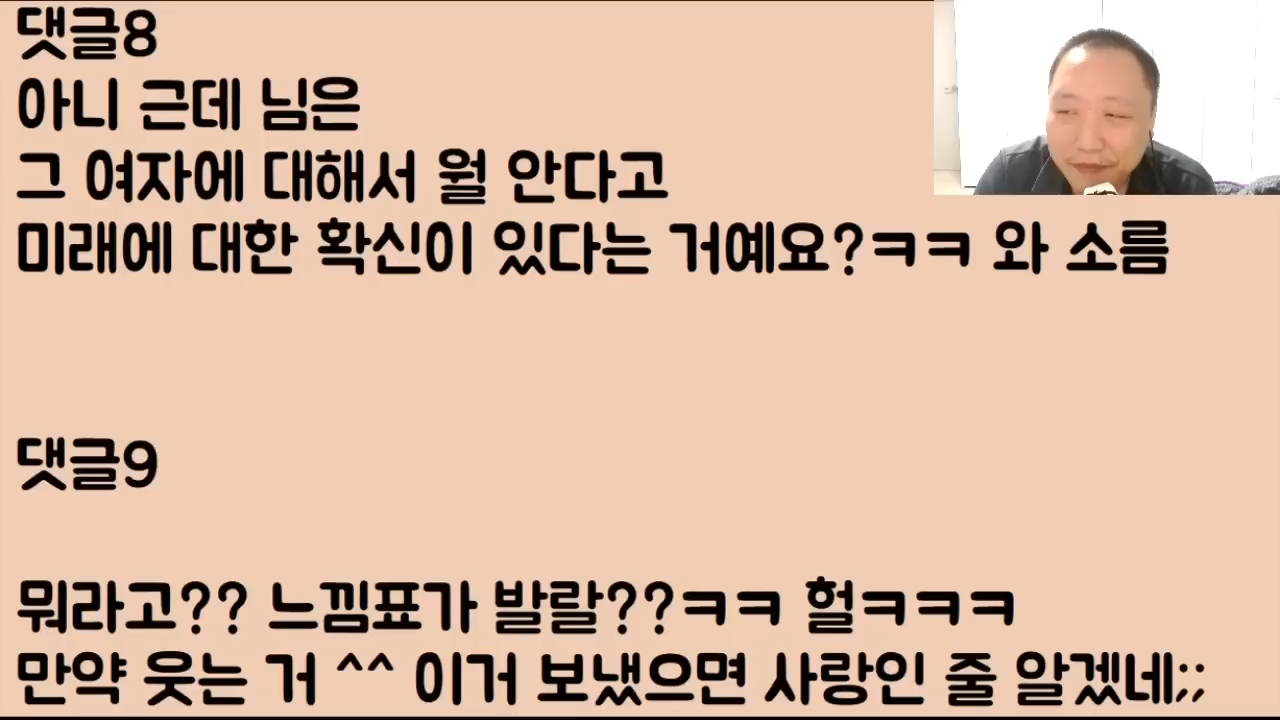 댓글8
아니 근데 님은
그 여자에 대해서 월 안다고
미래에 대한 확신이 있다는 거예요?ㅋㅋ 와 소름
댓글9
뭐라고?? 느낌표가 발랄??ㅋㅋ 헐ㅋㅋㅋ
만약 웃는 거 ^^ 이거 보냈으면 사랑인 줄 알겠네;;